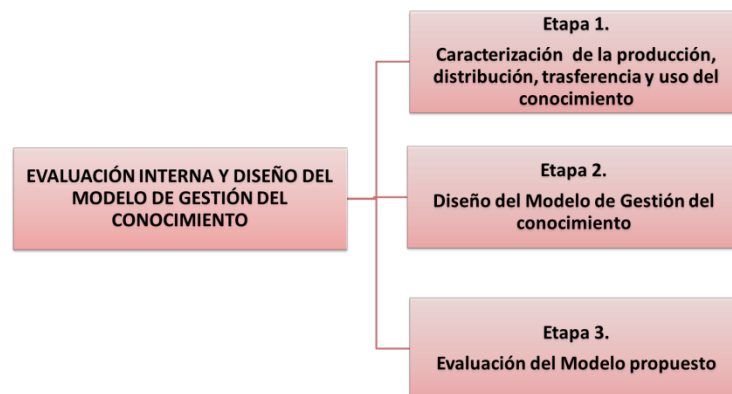 Etapa 1.
Caracterización de la producción,
distribución, trasferencia y uso del
conocimiento
EVALUACIÓN INTERNA Y DISEÑO DEL
MODELO DE GESTIÓN DEL
CONOCIMIENTO
Etapa 2.
Diseño del Modelo de Gestión del
conocimiento
Etapa 3.
Evaluación del Modelo propuesto